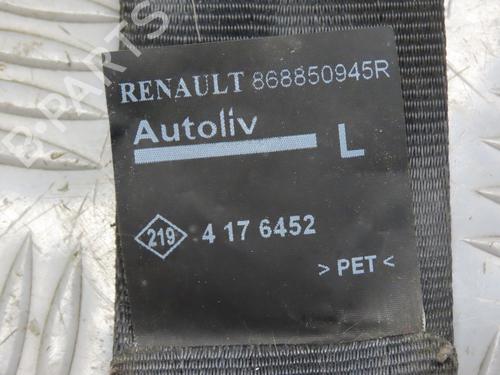 RENAULT 868850945R
Autoliv
L
219 4 17 6452
> PET <
B-PARTS